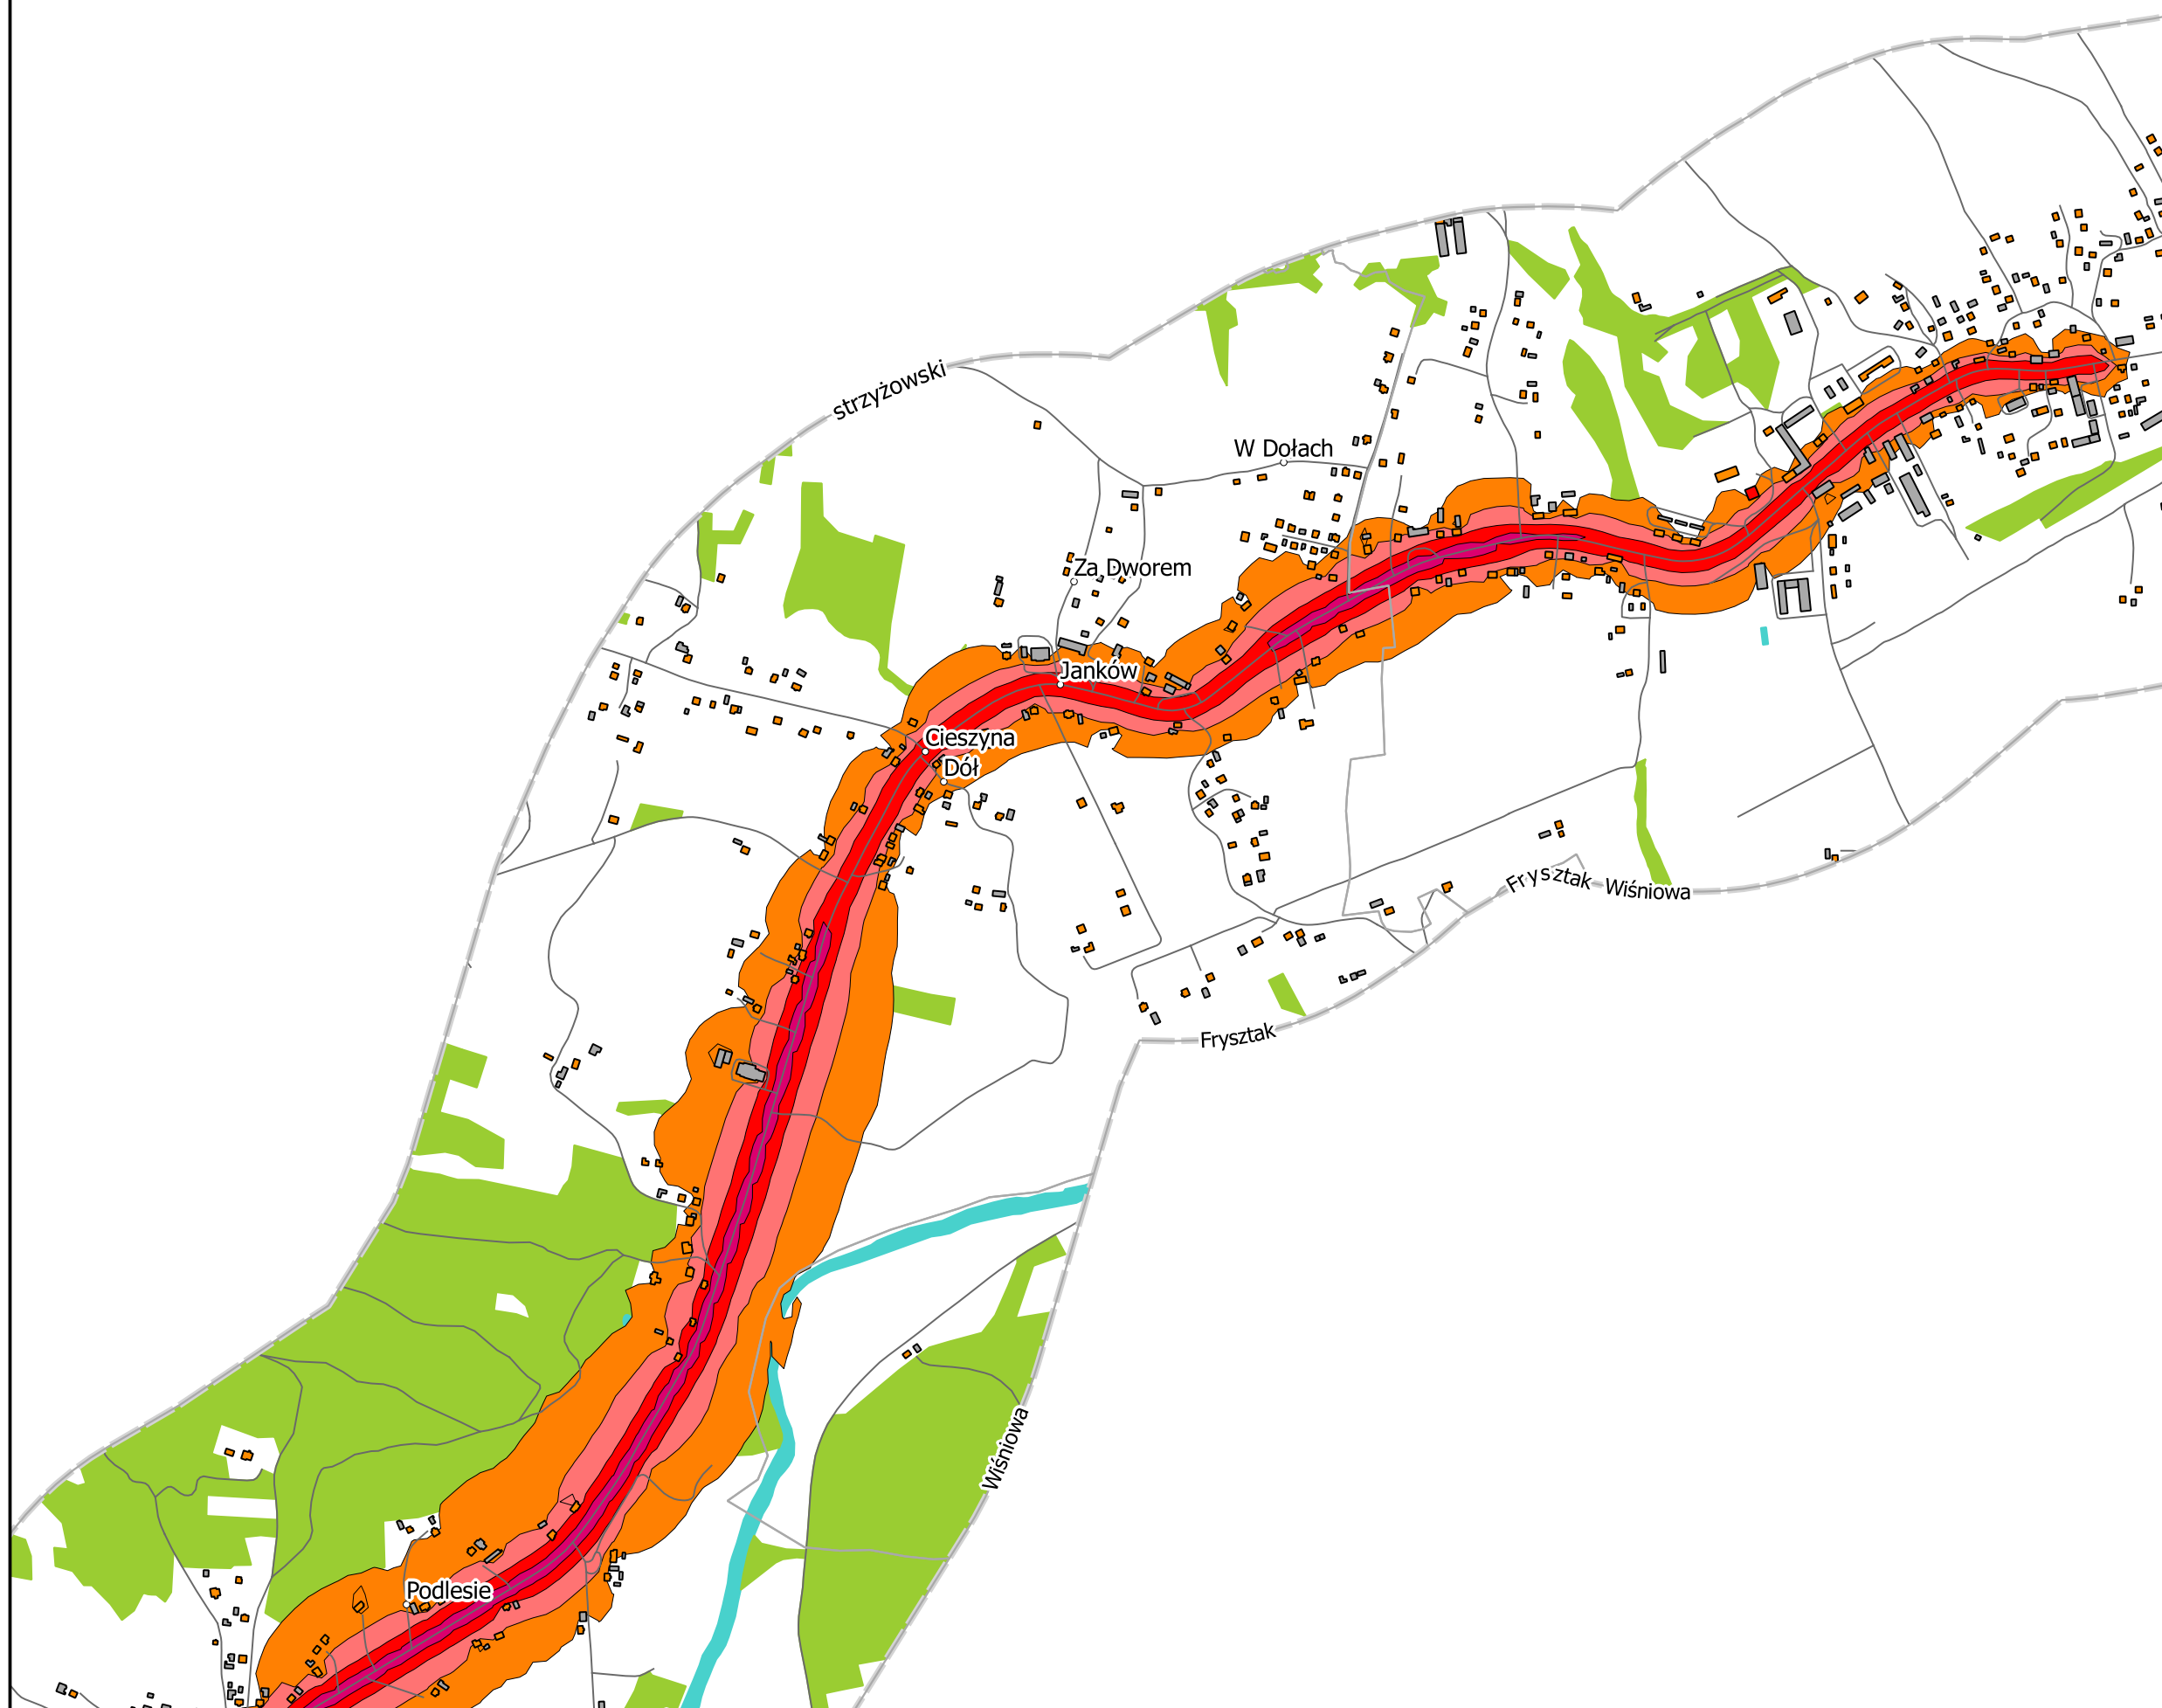 strzyżowski
W Dołach
Za Dworem
Janków
Cieszyna
Dół
Frysztak
Wiśniowa
Frysztak
Wiśniowa
Podlesie